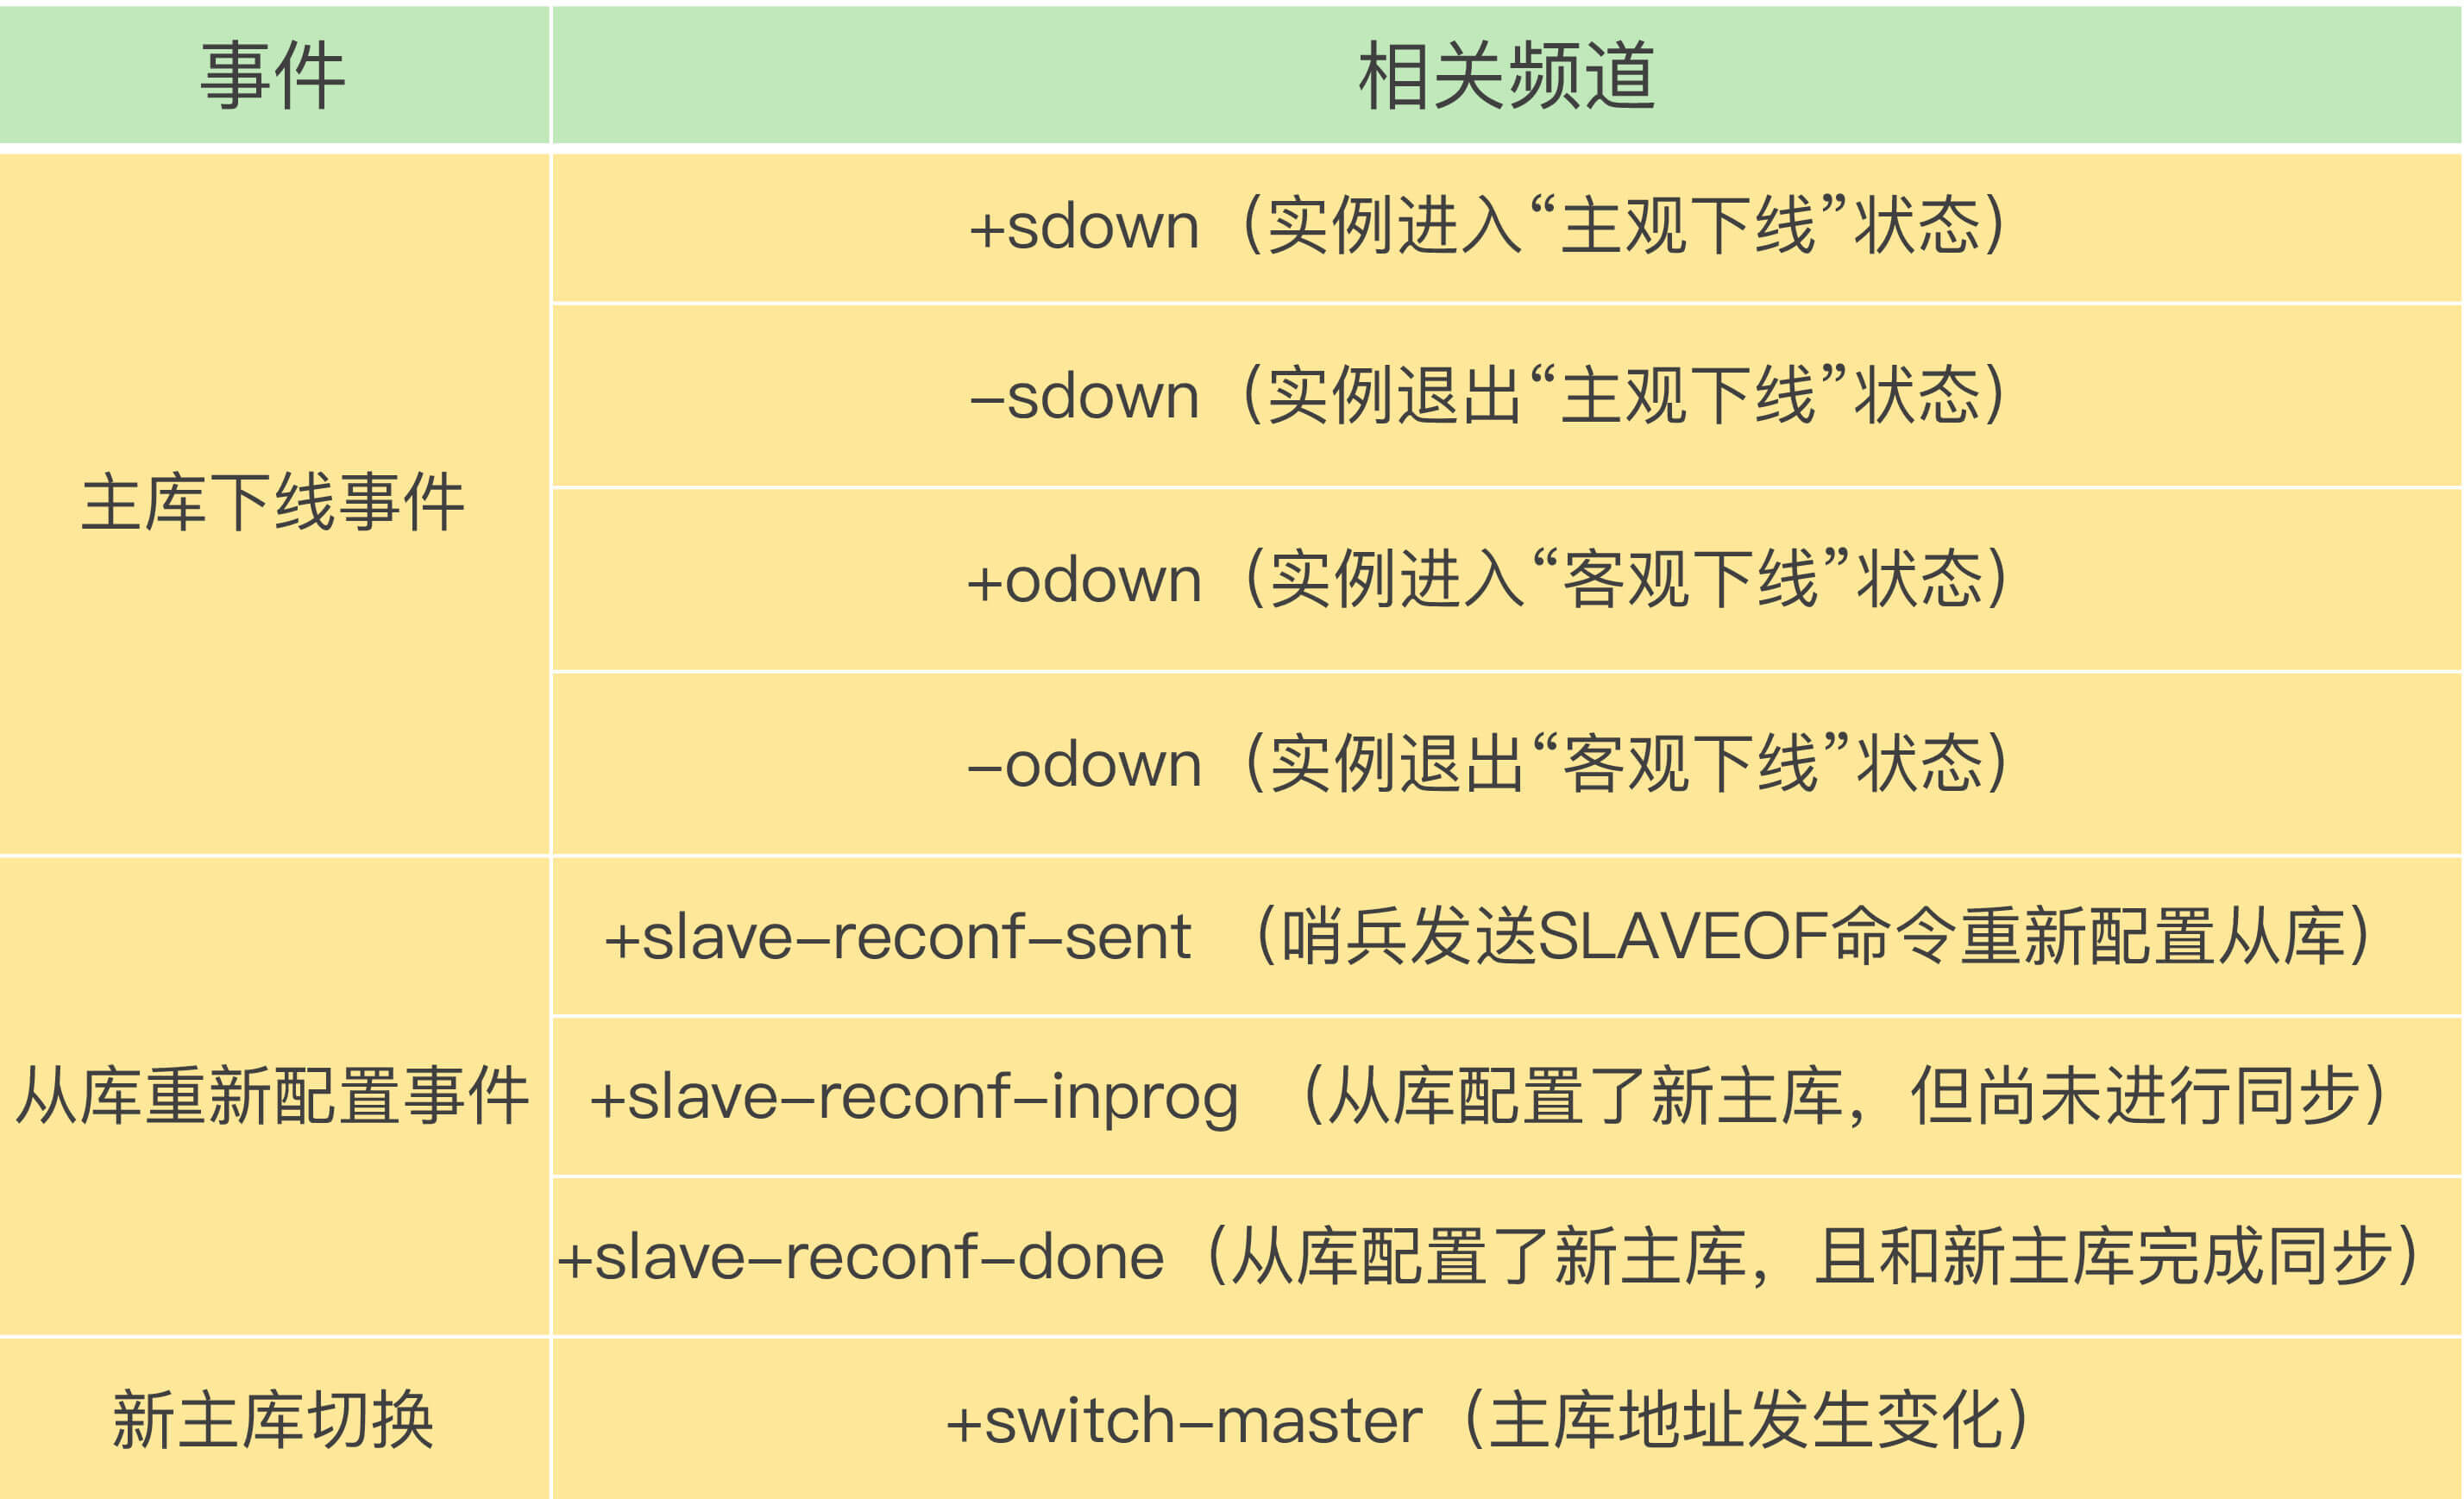 事件
相关频道
主库下线事件
+sdown（实例进入“主观下线”状态）
-sdown（实例退出“主观下线”状态）
+odown（实例进入“客观下线”状态）
-odown（实例退出“客观下线”状态）
从库重新配置事件
+slave-reconf-sent （哨兵发送SLAVEOF命令重新配置从库）
+slave-reconf-inprog （从库配置了新主库，但尚未进行同步）
+slave-reconf-done（从库配置了新主库，且和新主库完成同步）
新主库切换
+switch-master（主库地址发生变化）